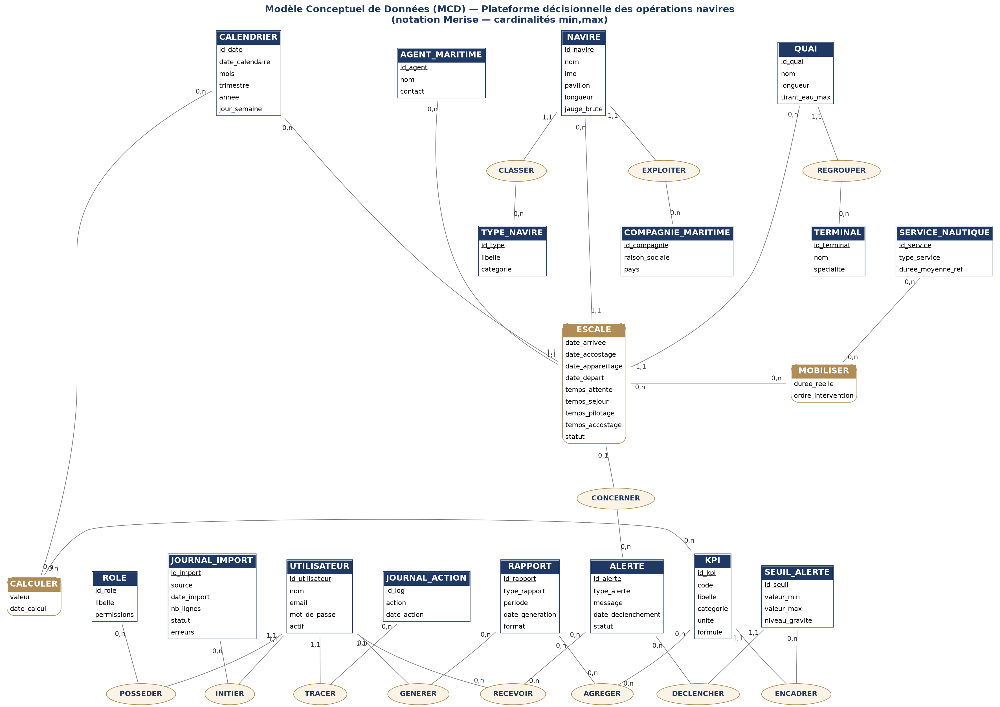 Modèle Conceptuel de Données (MCD) — Plateforme décisionnelle des opérations navires
(notation Merise — cardinalités min,max)
CALENDRIER
id_date
date_calendaire
mois
trimestre
annee
jour_semaine
AGENT_MARITIME
id_agent
nom
contact
NAVIRE
id_navire
nom
imo
pavillon
longueur
jauge_brute
QUAI
id_quai
nom
longueur
tirant_eau_max
0,n
0,n
0,n
1,1
0,n
1,1
0,n
1,1
CLASSER
EXPLOITER
REGROUPER
0,n
0,n
0,n
TYPE_NAVIRE
id_type
libelle
categorie
COMPAGNIE_MARITIME
id_compagnie
raison_sociale
pays
TERMINAL
id_terminal
nom
specialite
SERVICE_NAUTIQUE
id_service
type_service
duree_moyenne_ref
0,n
1,1
1,1
1,1
1,1
0,n
ESCALE
date_arrivee
date_accostage
date_appareillage
date_depart
temps_attente
temps_sejour
temps_pilotage
temps_accostage
statut
0,n
0,n
MOBILISER
duree_reelle
ordre_intervention
0,1
CONCERNER
0,n
0,n
0,n
0,n
CALCULER
valeur
date_calcul
ROLE
id_role
libelle
permissions
JOURNAL_IMPORT
id_import
source
date_import
nb_lignes
statut
erreurs
UTILISATEUR
id_utilisateur
nom
email
mot_de_passe
actif
JOURNAL_ACTION
id_log
action
date_action
RAPPORT
id_rapport
type_rapport
periode
date_generation
format
ALERTE
id_alerte
type_alerte
message
date_declenchement
statut
KPI
id_kpi
code
libelle
categorie
unite
formule
SEUIL_ALERTE
id_seuil
valeur_min
valeur_max
niveau_gravite
0,n
0,n
1,1
1,1
1,1
0,n
1,1
0,n
0,n
0,n
0,n
0,n
0,n
1,1
1,1
0,n
0,n
0,n
0,n
0,n
POSSEDER
INITIER
TRACER
GENERER
RECEVOIR
AGREGER
DECLENCHER
ENCADRER